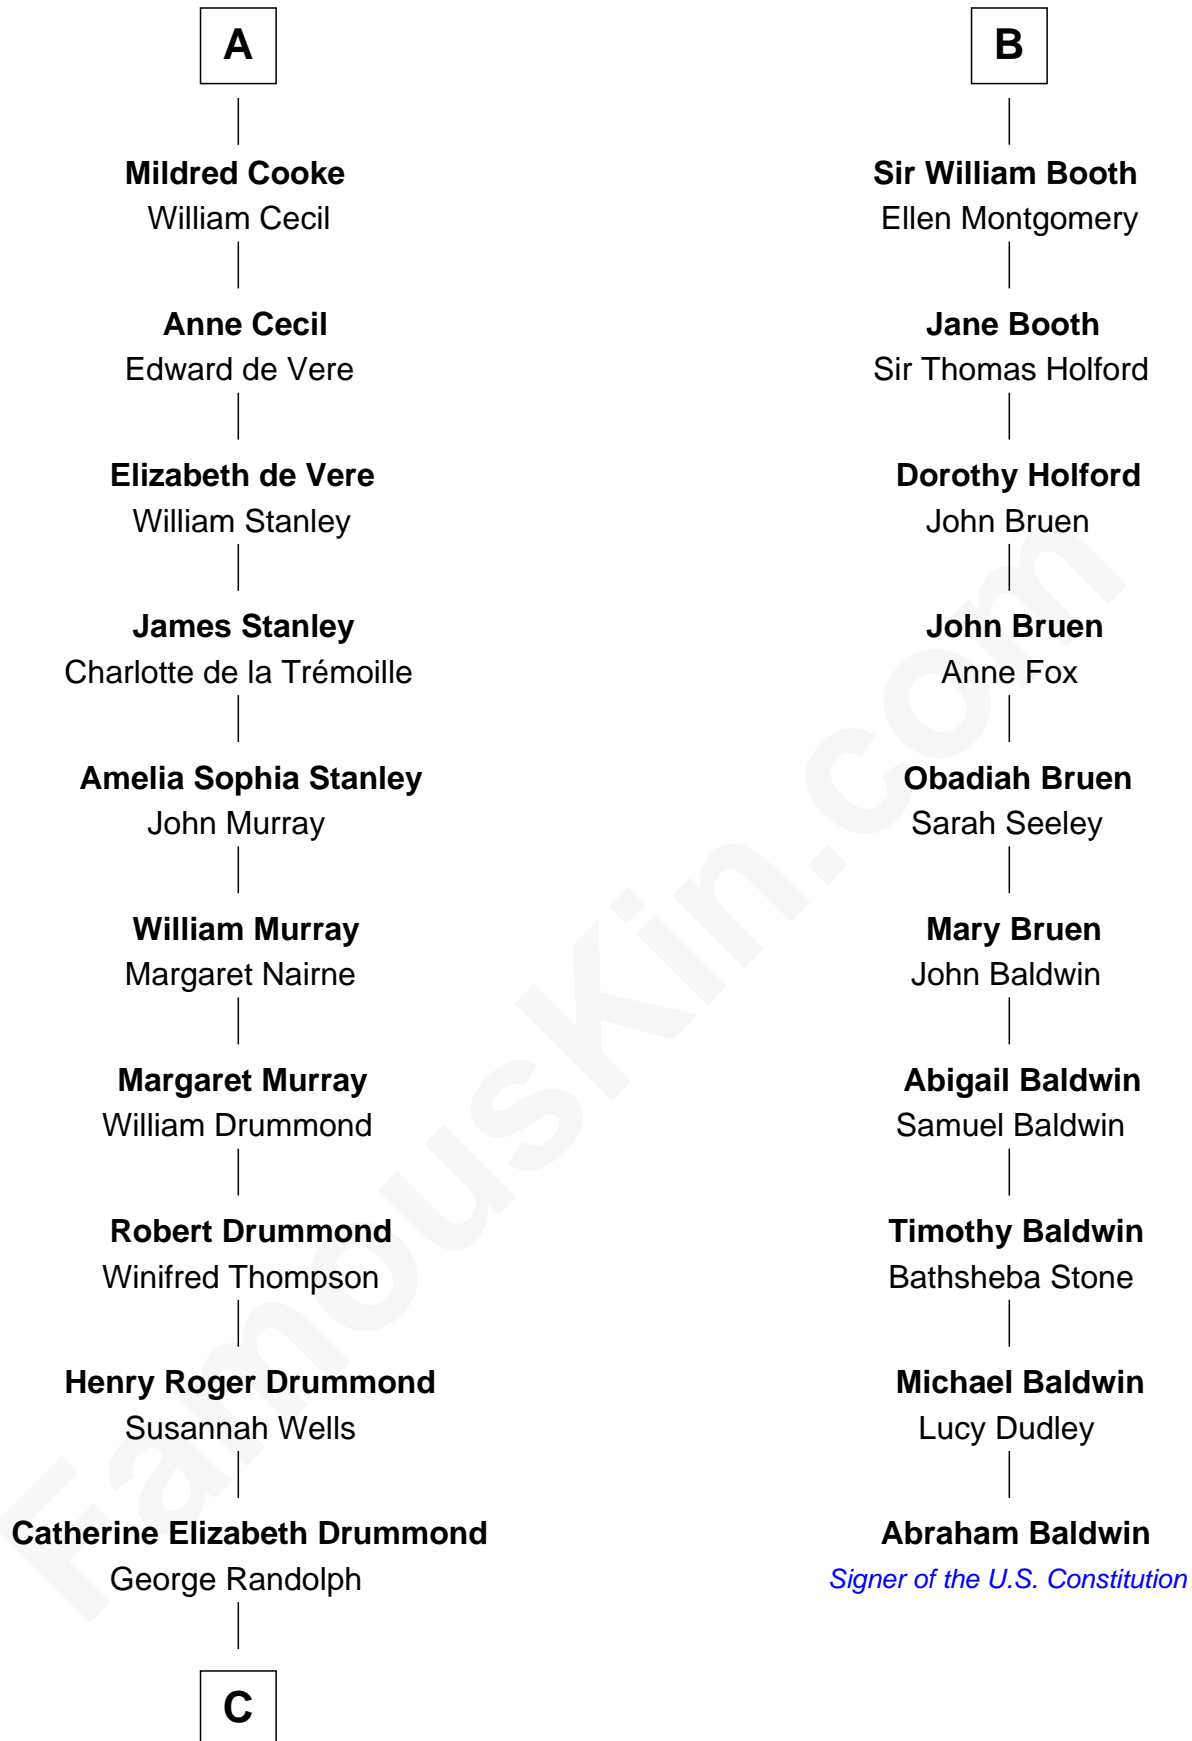 A
Mildred Cooke
William Cecil
Anne Cecil
Edward de Vere
Elizabeth de Vere
William Stanley
James Stanley
Charlotte de la Trémoille
Amelia Sophia Stanley
John Murray
William Murray
Margaret Nairne
Margaret Murray
William Drummond
Robert Drummond
Winifred Thompson
Henry Roger Drummond
Susannah Wells
Catherine Elizabeth Drummond
George Randolph
C
B
Sir William Booth
Ellen Montgomery
Jane Booth
Sir Thomas Holford
Dorothy Holford
John Bruen
John Bruen
Anne Fox
Obadiah Bruen
Sarah Seeley
Mary Bruen
John Baldwin
Abigail Baldwin
Samuel Baldwin
Timothy Baldwin
Bathsheba Stone
Michael Baldwin
Lucy Dudley
Abraham Baldwin
Signer of the U.S. Constitution
FamousKin.com